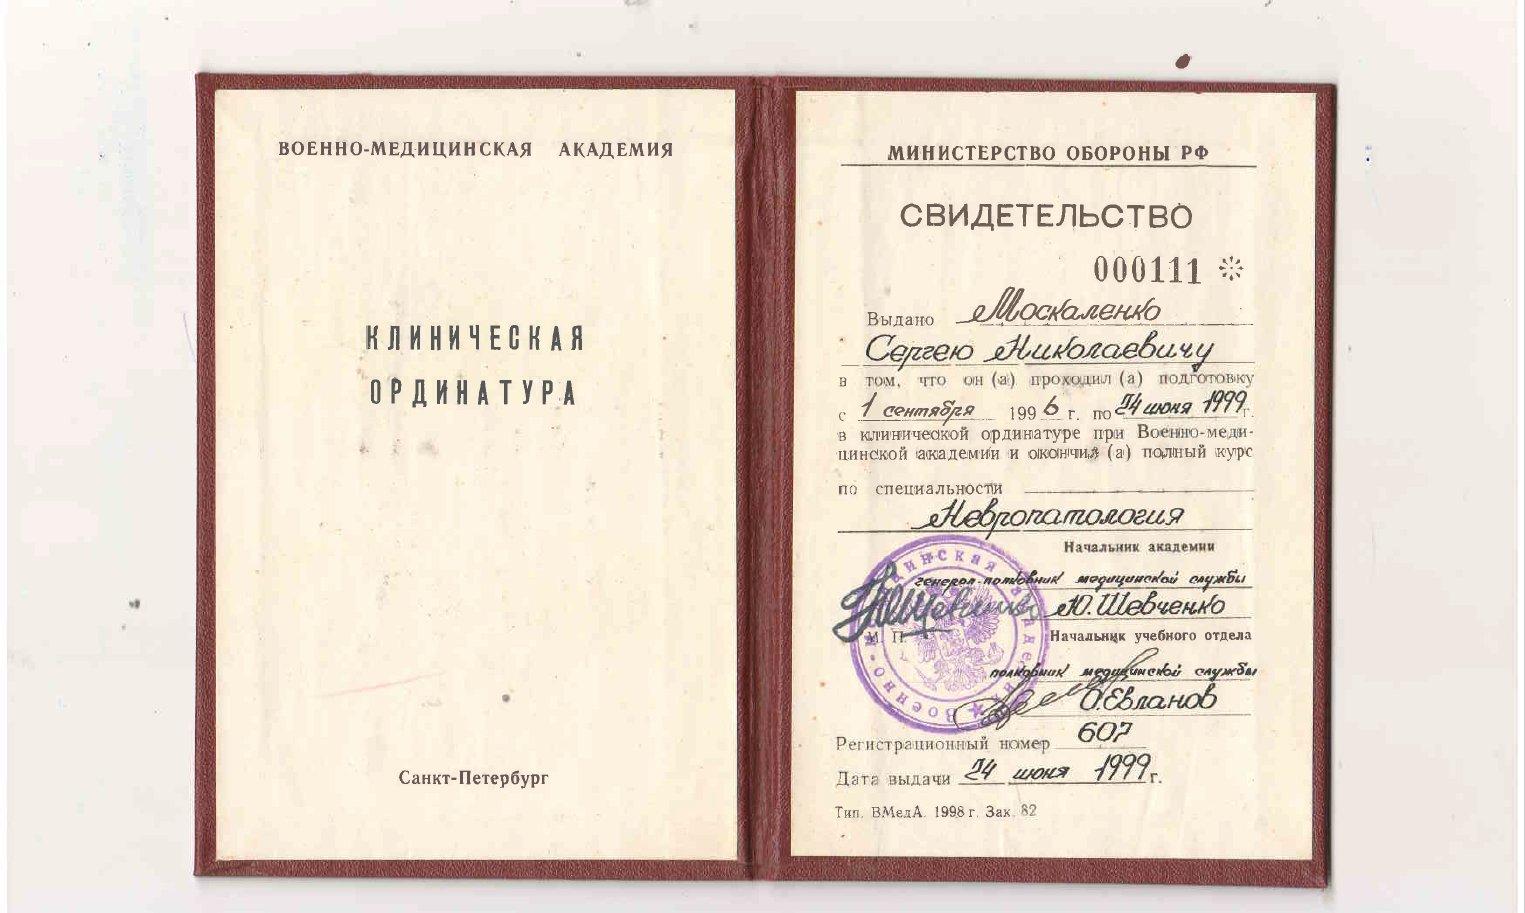 ВОЕННО-МЕДИЦИНСКАЯ АКАДЕМИЯ
КЛИНИЧЕСКАЯ
ОРДИНАТУРА
Санкт-Петербург
МИНИСТЕРСТВО ОБОРОНЫ РФ
СВИДЕТЕЛЬСТВО
000111 *
Выдано Москаленко
Сергею Николаевичу
в том, что он (а) проходил (а) подготовку
с 1 сентября 1996 г. по 24 июня 1999 г.
в клинической ординатуре при Военно-меди-
цинской академии и окончил (а) полный курс
по специальности
Невропатология
Начальник академии
генерал-полковник медицинской службы
Ю. Шевченко
М. П.
Начальник учебного отдела
полковник медицинской службы
О. Евланов
Регистрационный номер 607
Дата выдачи 24 июня 1999 г.
Тип. ВМедА. 1998 г. Зак. 82